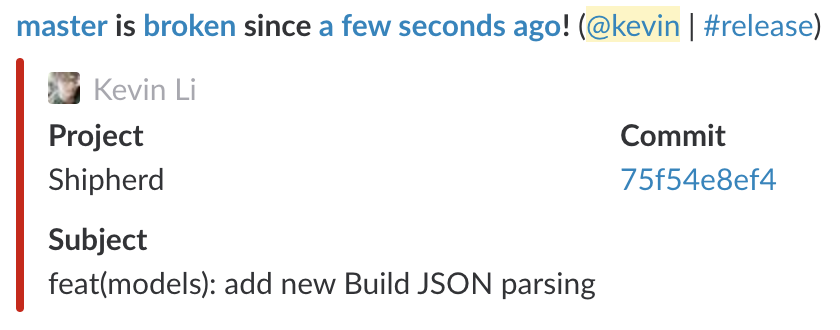 master is broken since a few seconds ago! (@kevin | #release)
Kevin Li
Project Commit
Shipherd 75f54e8ef4
Subject
feat(models): add new Build JSON parsing